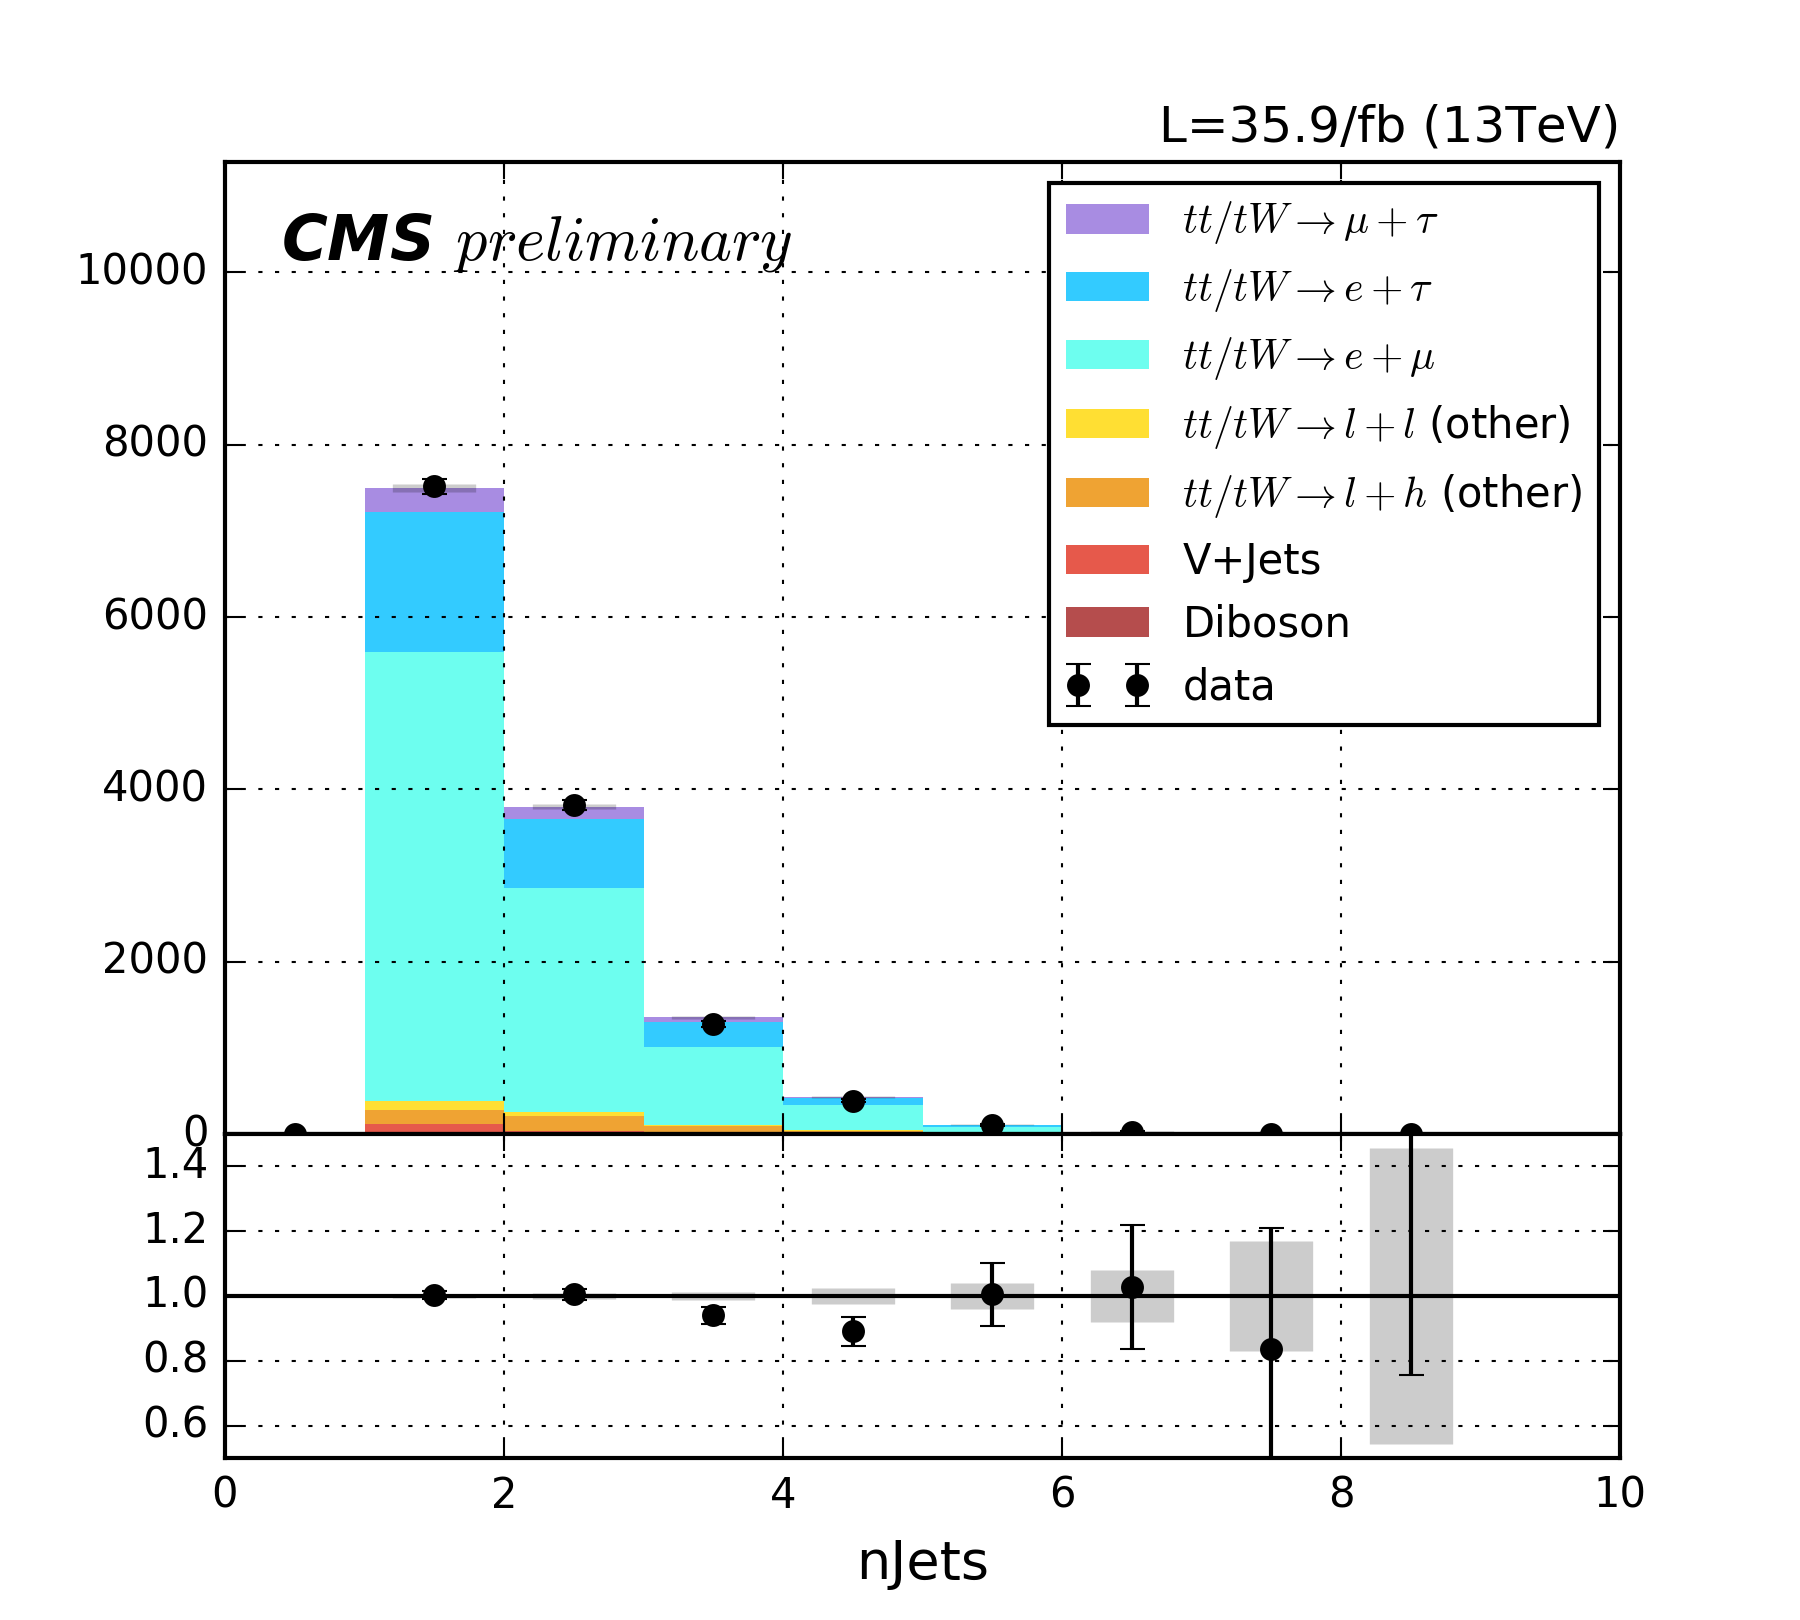 L=35.9/fb (13TeV)
CMS preliminary
tt/tW→μ+τ
tt/tW→e+τ
tt/tW→e+μ
tt/tW→l+l (other)
tt/tW→l+h (other)
V+Jets
Diboson
data
10000
8000
6000
4000
2000
0
1.4
1.2
1.0
0.8
0.6
0 2 4 6 8 10
nJets